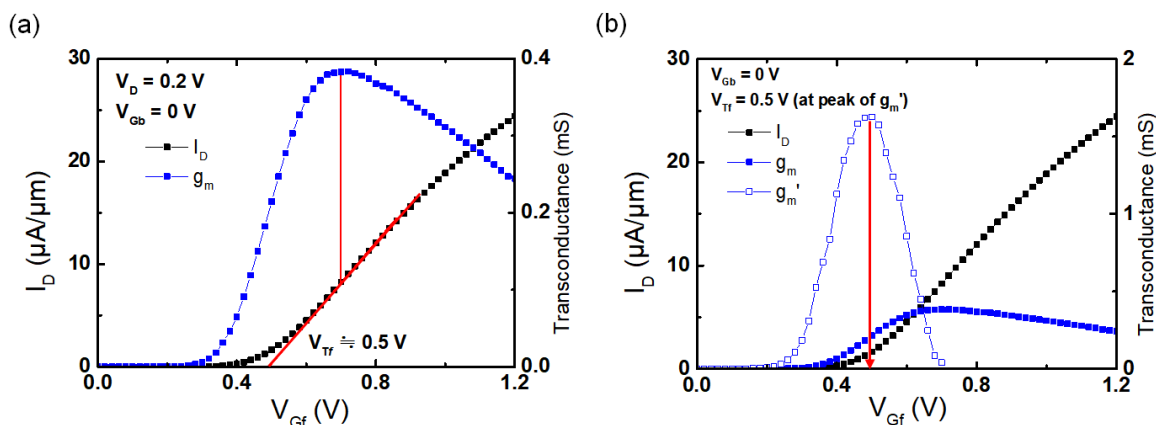 (a)
30
20
10
0
I_D (μA/μm)
V_D = 0.2 V
V_Gb = 0 V
I_D
g_m
V_Tf ≒ 0.5 V
0.4
0.2
0.0
Transconductance (mS)
0.0 0.4 0.8 1.2
V_Gf (V)
(b)
30
20
10
0
I_D (μA/μm)
V_Gb = 0 V
V_Tf = 0.5 V (at peak of g_m')
I_D
g_m
g_m'
2
1
0
Transconductance (mS)
0.0 0.4 0.8 1.2
V_Gf (V)